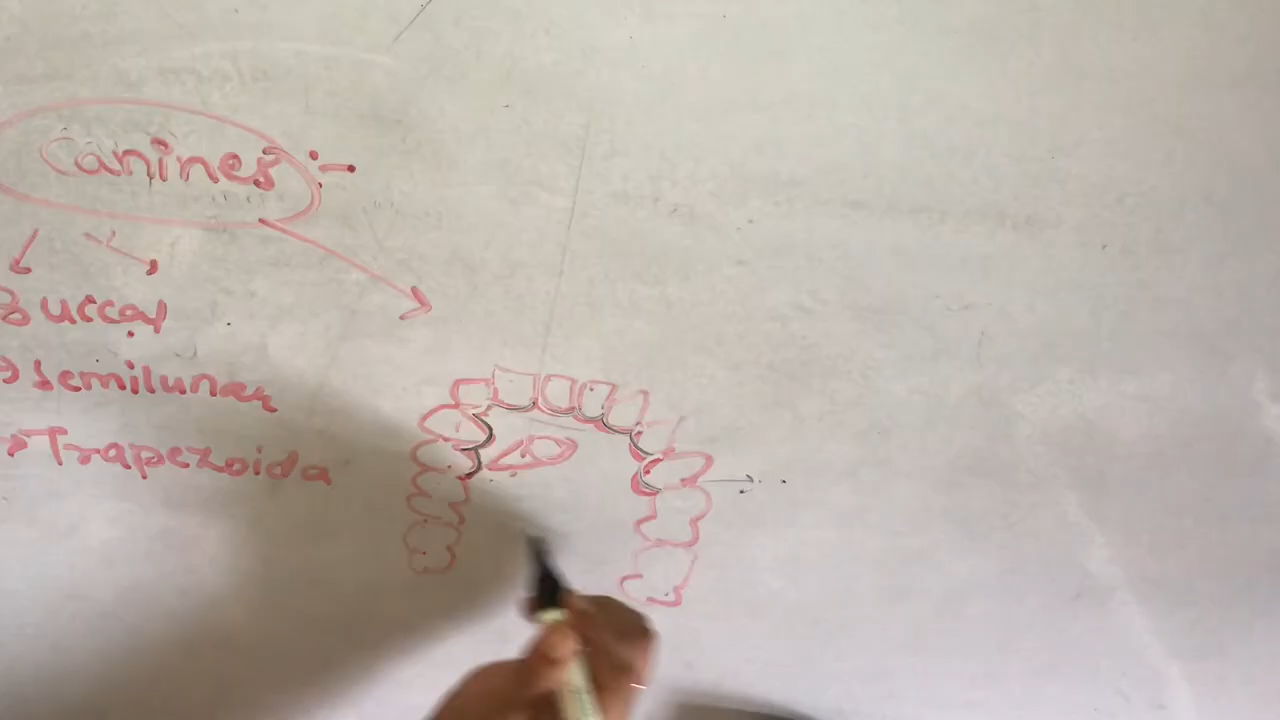 Canines :-
Buccal
→ Semilunar
→ Trapezoida